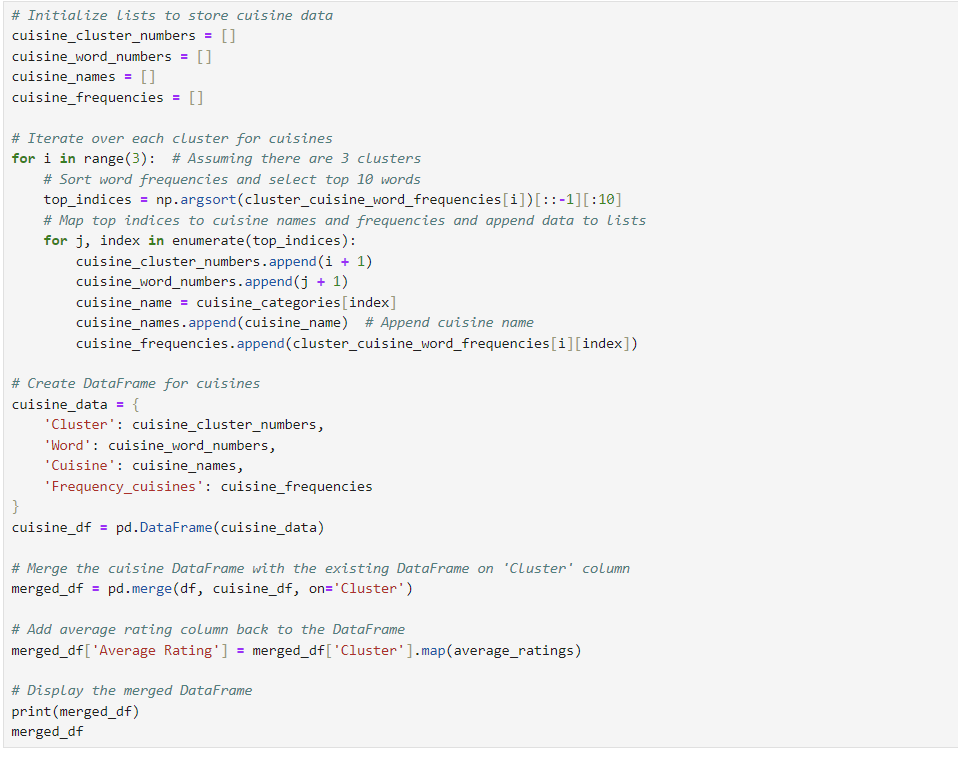 # Initialize lists to store cuisine data
cuisine_cluster_numbers = []
cuisine_word_numbers = []
cuisine_names = []
cuisine_frequencies = []

# Iterate over each cluster for cuisines
for i in range(3):  # Assuming there are 3 clusters
    # Sort word frequencies and select top 10 words
    top_indices = np.argsort(cluster_cuisine_word_frequencies[i])[::-1][:10]
    # Map top indices to cuisine names and frequencies and append data to lists
    for j, index in enumerate(top_indices):
        cuisine_cluster_numbers.append(i + 1)
        cuisine_word_numbers.append(j + 1)
        cuisine_name = cuisine_categories[index]
        cuisine_names.append(cuisine_name)  # Append cuisine name
        cuisine_frequencies.append(cluster_cuisine_word_frequencies[i][index])

# Create DataFrame for cuisines
cuisine_data = {
    'Cluster': cuisine_cluster_numbers,
    'Word': cuisine_word_numbers,
    'Cuisine': cuisine_names,
    'Frequency_cuisines': cuisine_frequencies
}
cuisine_df = pd.DataFrame(cuisine_data)

# Merge the cuisine DataFrame with the existing DataFrame on 'Cluster' column
merged_df = pd.merge(df, cuisine_df, on='Cluster')

# Add average rating column back to the DataFrame
merged_df['Average Rating'] = merged_df['Cluster'].map(average_ratings)

# Display the merged DataFrame
print(merged_df)
merged_df